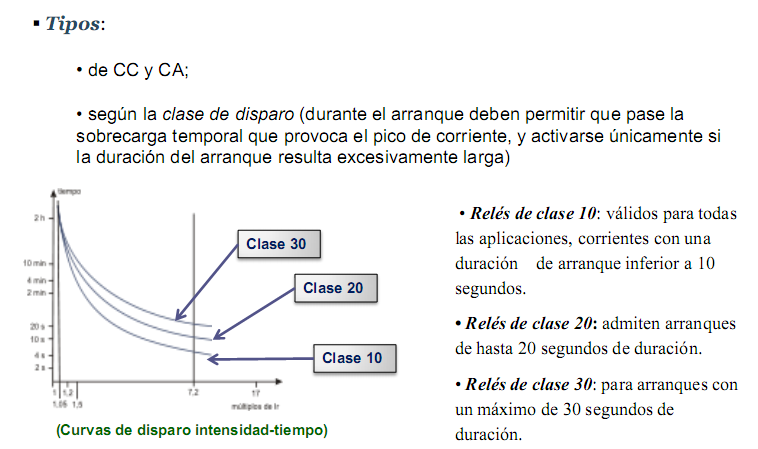 ▪ Tipos:
• de CC y CA;
• según la clase de disparo (durante el arranque deben permitir que pase la
sobrecarga temporal que provoca el pico de corriente, y activarse únicamente si
la duración del arranque resulta excesivamente larga)
tiempo
2 h
10 min
4 min
2 min
20 s
10 s
4 s
2 s
1 1,2 7,2 17
1,05 1,5 múltiplos de Ir
Clase 30
Clase 20
Clase 10
(Curvas de disparo intensidad-tiempo)
• Relés de clase 10: válidos para todas
las aplicaciones, corrientes con una
duración de arranque inferior a 10
segundos.
• Relés de clase 20: admiten arranques
de hasta 20 segundos de duración.
• Relés de clase 30: para arranques con
un máximo de 30 segundos de
duración.